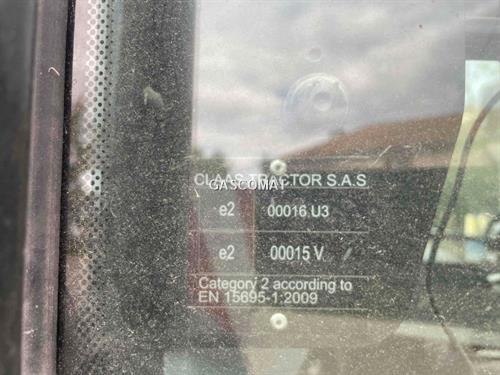 CLAAS TRACTOR S.A.S
GASCOMAT
e2 00016 U3
e2 00015 V
Category 2 according to
EN 15695-1:2009